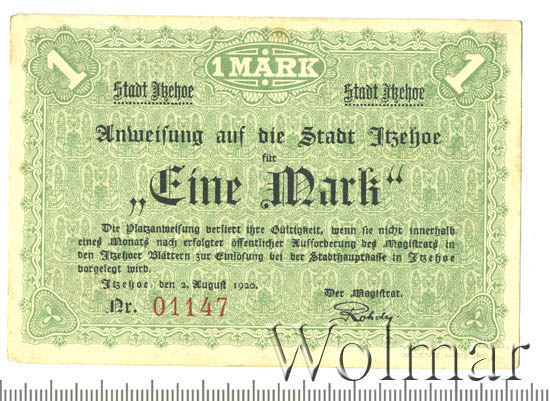 1 MARK
1 1
Stadt Itzehoe Stadt Itzehoe
Anweisung auf die Stadt Itzehoe
für
„Eine Mark“
Die Platzanweisung verliert ihre Gültigkeit, wenn sie nicht innerhalb
eines Monats nach erfolgter öffentlicher Aufforderung des Magistrats in
den Itzehoer Blättern zur Einlösung bei der Stadthauptkasse in Itzehoe
vorgelegt wird.
Itzehoe, den 2. August 1920. Der Magistrat.
Nr. 01147 Rohdy
Wolmar